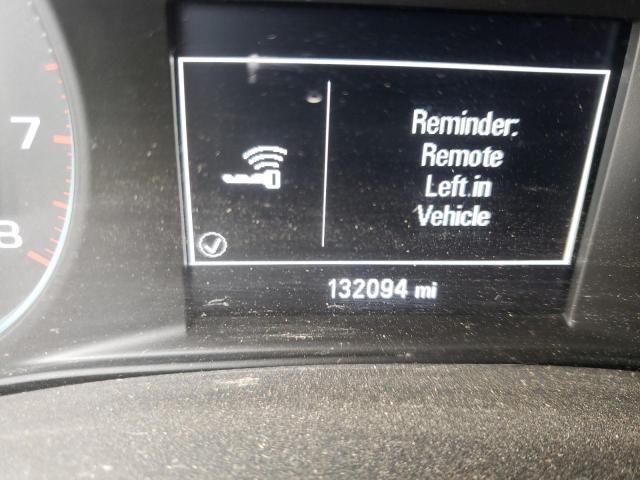 7
8
Reminder:
Remote
Left in
Vehicle
132094 mi